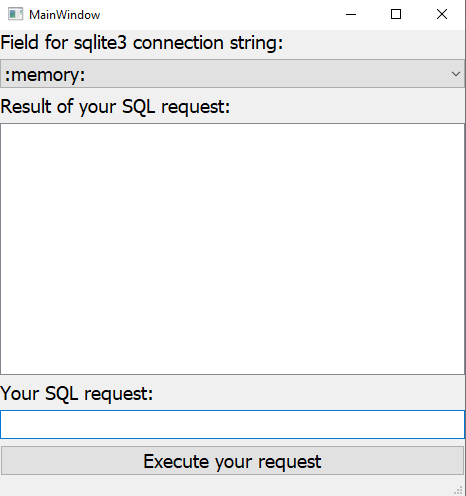 MainWindow
Field for sqlite3 connection string:
:memory:
Result of your SQL request:
Your SQL request:
Execute your request